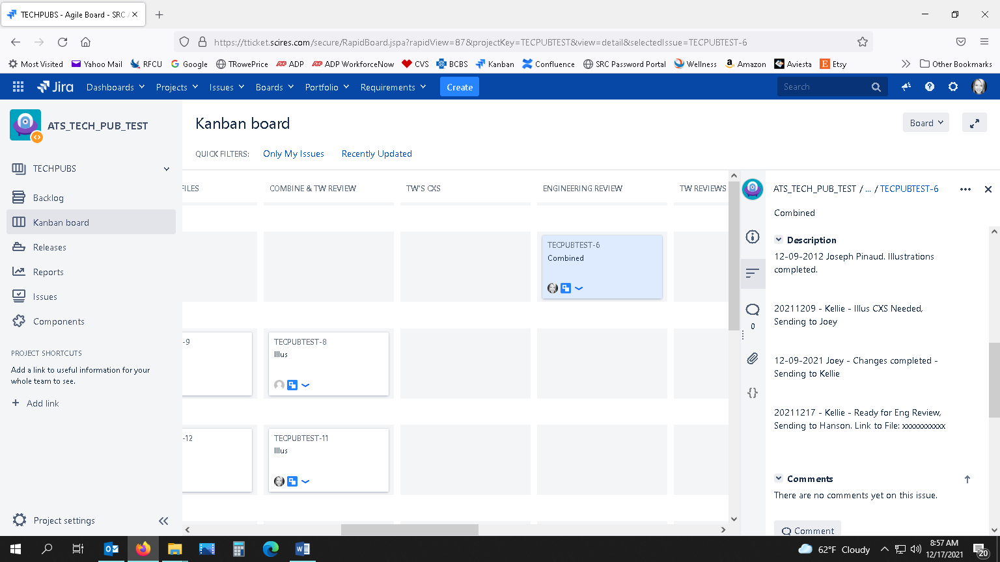 TECHPUBS - Agile Board - SRC /
https://tticket.scires.com/secure/RapidBoard.jspa?rapidView=87&projectKey=TECPUBTEST&view=detail&selectedIssue=TECPUBTEST-6
Most Visited Yahoo Mail RFCU Google TRowePrice ADP ADP WorkforceNow CVS BCBS Kanban Confluence SRC Password Portal Wellness Amazon Aviesta Etsy Other Bookmarks
Jira Dashboards Projects Issues Boards Portfolio Requirements Create Search
ATS_TECH_PUB_TEST
TECHPUBS
Backlog
Kanban board
Releases
Reports
Issues
Components
PROJECT SHORTCUTS
Add a link to useful information for your
whole team to see.
+ Add link
Project settings
Kanban board
Board
QUICK FILTERS: Only My Issues Recently Updated
FILES COMBINE & TW REVIEW TW'S CXS ENGINEERING REVIEW TW REVIEWS
TECPUBTEST-6
Combined
-9
TECPUBTEST-8
Illus
-12
TECPUBTEST-11
Illus
ATS_TECH_PUB_TEST / ... / TECPUBTEST-6
Combined
Description
12-09-2012 Joseph Pinaud. Illustrations
completed.
20211209 - Kellie - Illus CXS Needed,
Sending to Joey
0
12-09-2021 Joey - Changes completed -
Sending to Kellie
{}
20211217 - Kellie - Ready for Eng Review,
Sending to Hanson. Link to File: xxxxxxxxxxx
Comments
There are no comments yet on this issue.
Comment
62°F Cloudy
8:57 AM
12/17/2021
20